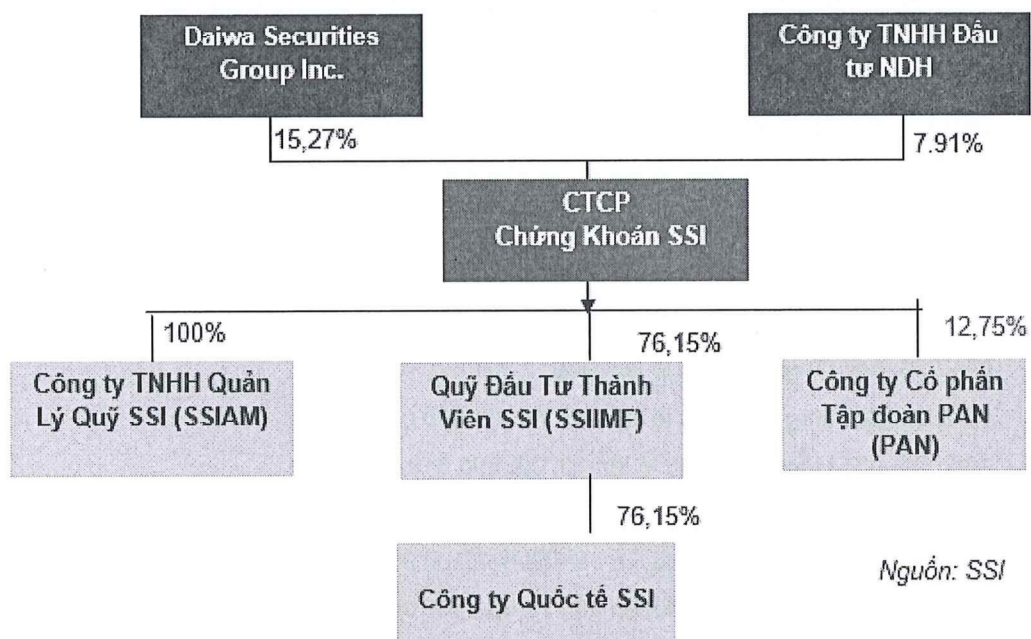 Daiwa Securities
Group Inc.
Công ty TNHH Đầu
tư NDH
15,27%
7.91%
CTCP
Chứng Khoán SSI
100%
76,15%
12,75%
Công ty TNHH Quản
Lý Quỹ SSI (SSIAM)
Quỹ Đầu Tư Thành
Viên SSI (SSIIMF)
Công ty Cổ phần
Tập đoàn PAN
(PAN)
76,15%
Nguồn: SSI
Công ty Quốc tế SSI